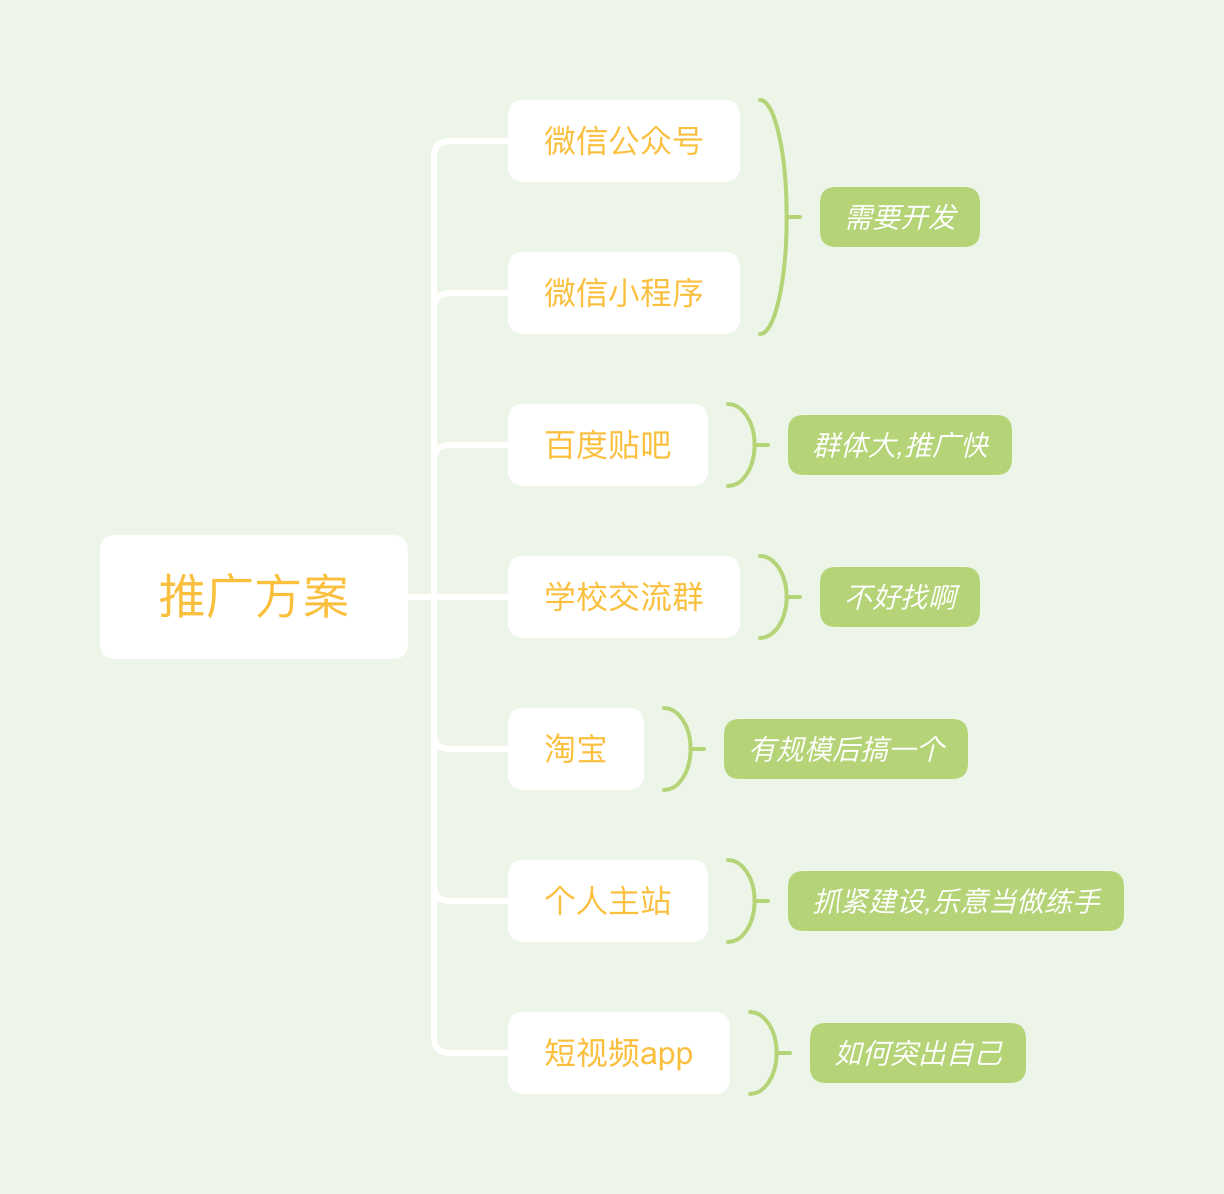 推广方案
微信公众号
微信小程序
需要开发
百度贴吧
群体大,推广快
学校交流群
不好找啊
淘宝
有规模后搞一个
个人主站
抓紧建设,乐意当做练手
短视频app
如何突出自己